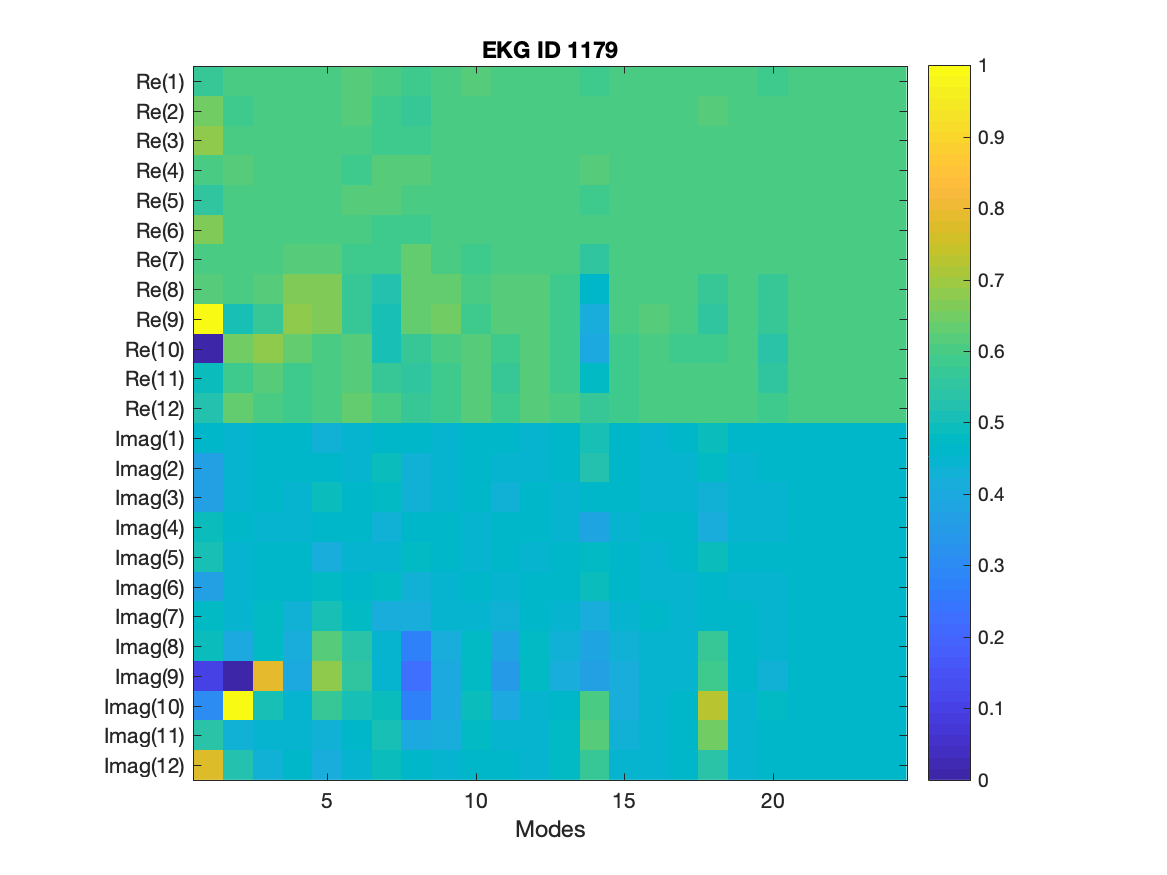 EKG ID 1179
Re(1)
Re(2)
Re(3)
Re(4)
Re(5)
Re(6)
Re(7)
Re(8)
Re(9)
Re(10)
Re(11)
Re(12)
Imag(1)
Imag(2)
Imag(3)
Imag(4)
Imag(5)
Imag(6)
Imag(7)
Imag(8)
Imag(9)
Imag(10)
Imag(11)
Imag(12)
5 10 15 20
Modes
1
0.9
0.8
0.7
0.6
0.5
0.4
0.3
0.2
0.1
0